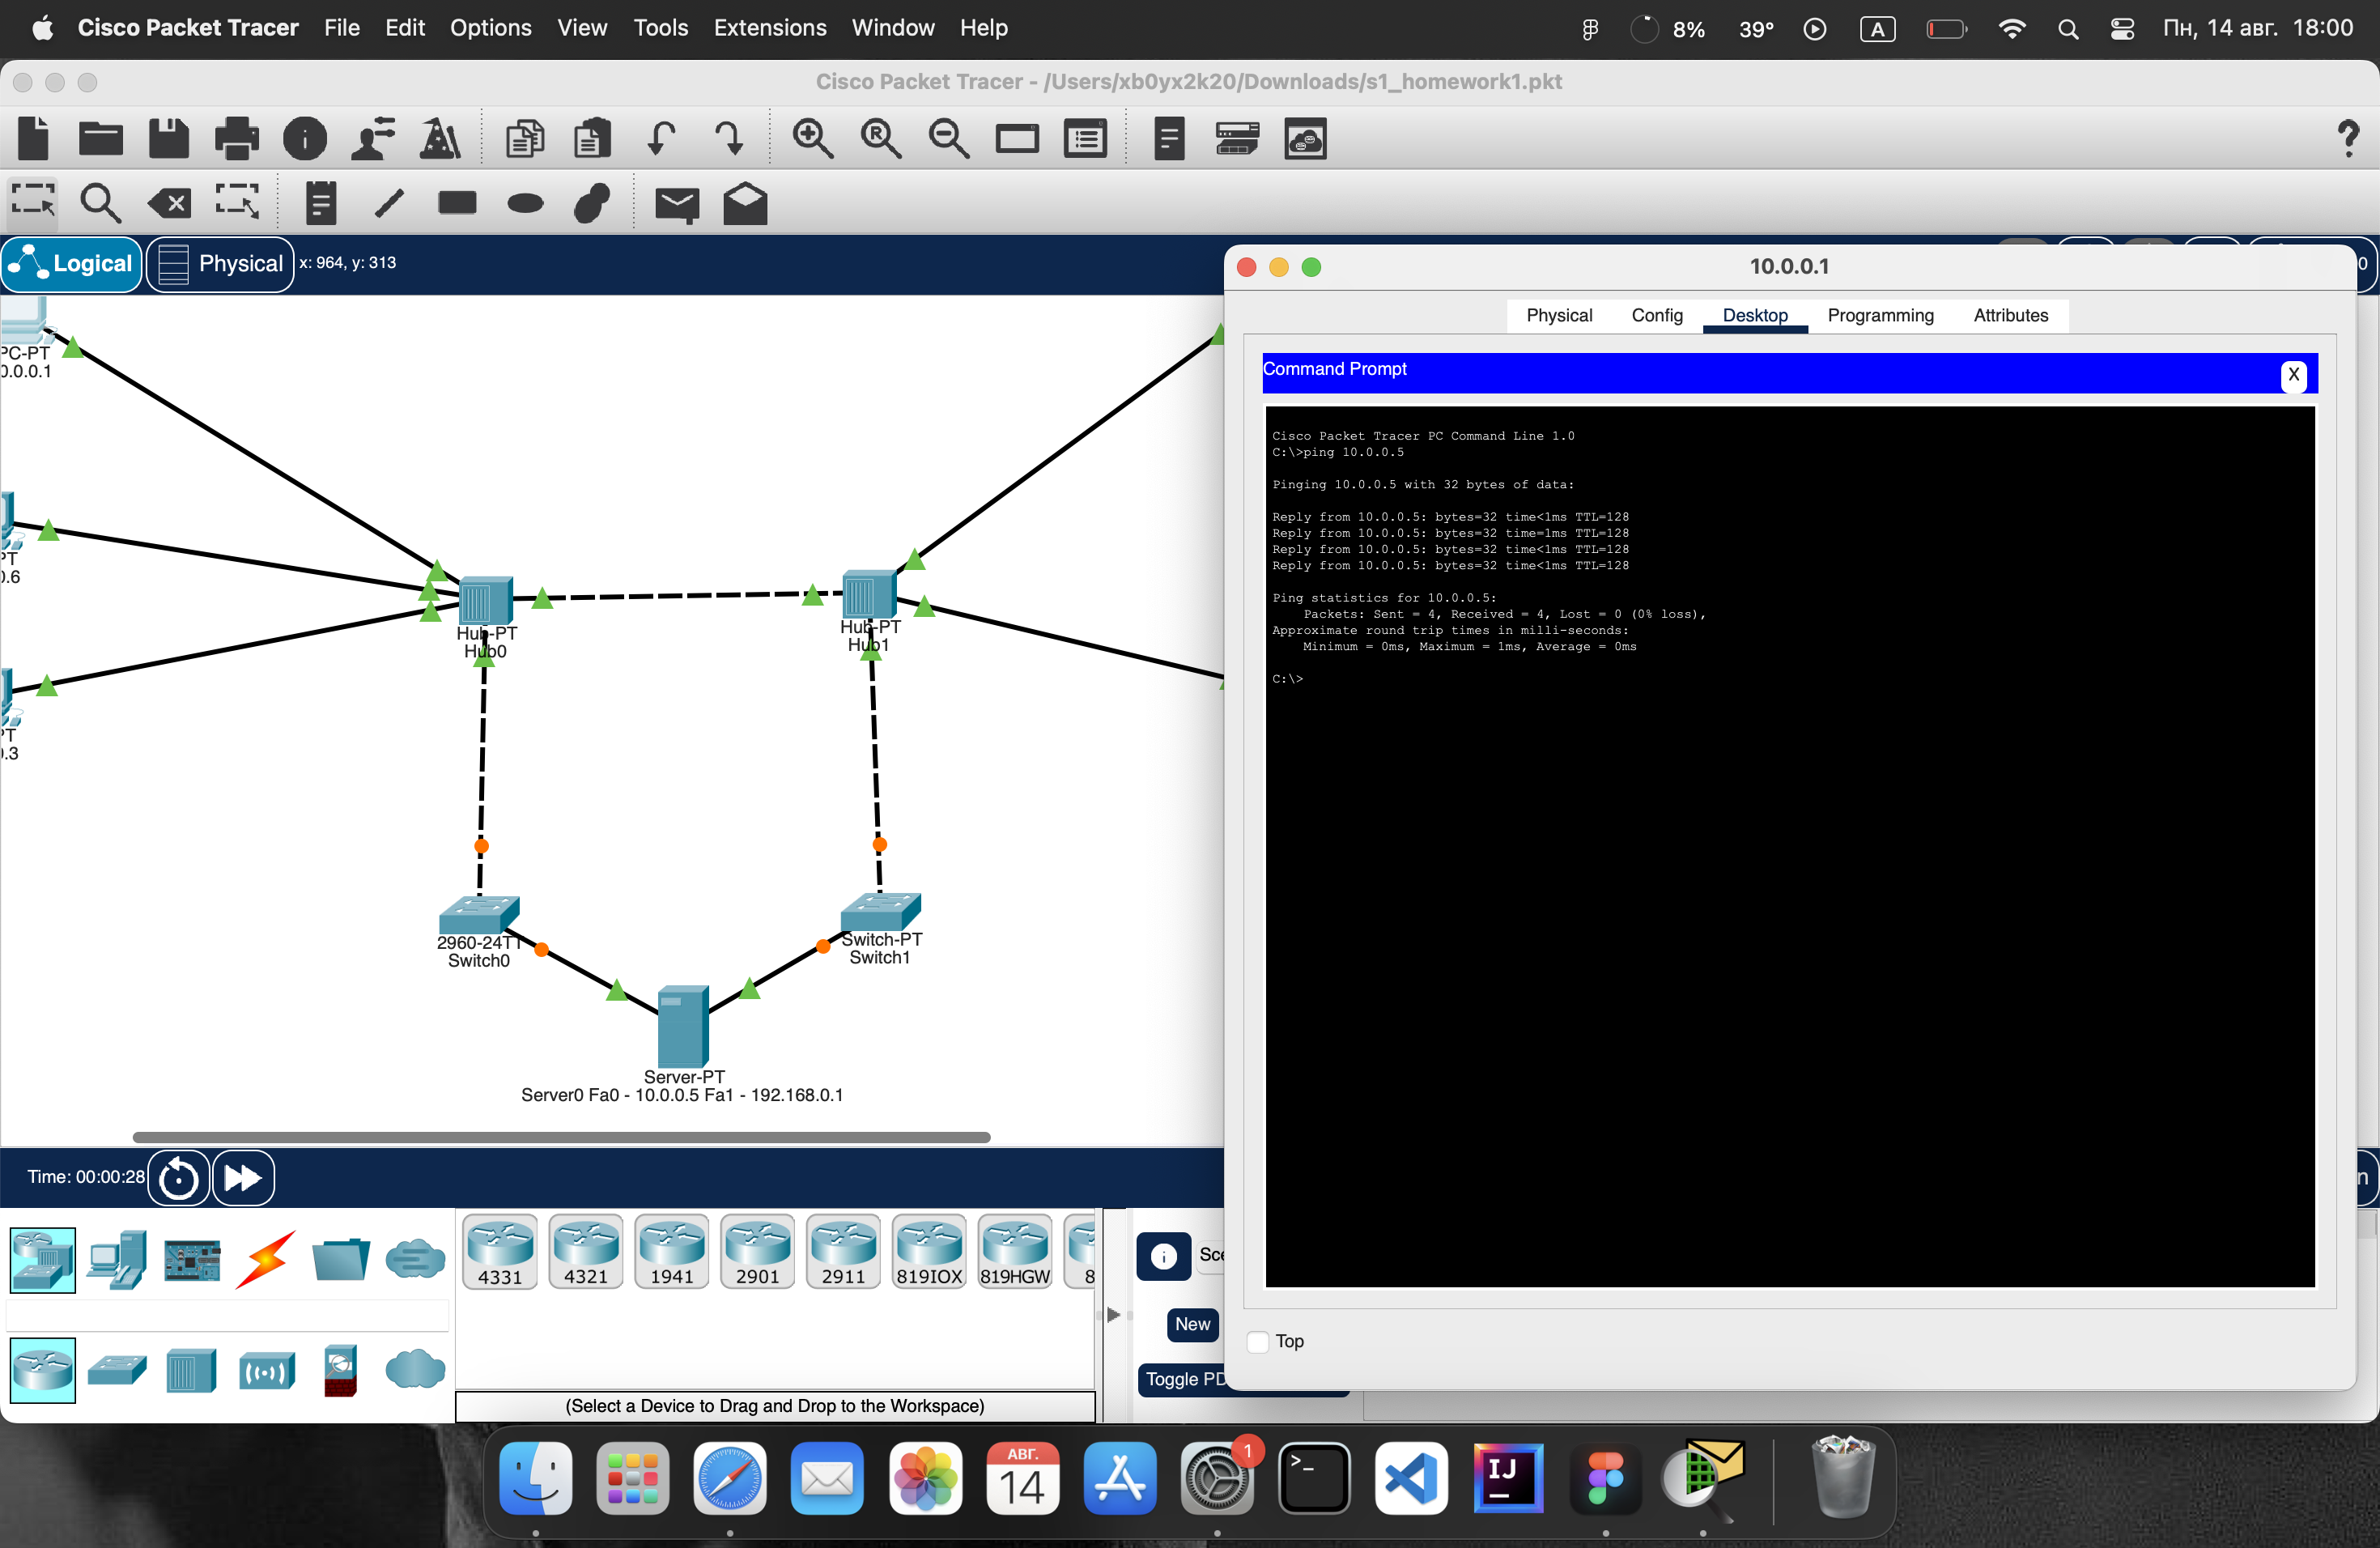 Cisco Packet Tracer File Edit Options View Tools Extensions Window Help 8% 39° A Пн, 14 авг. 18:00
Cisco Packet Tracer - /Users/xb0yx2k20/Downloads/s1_homework1.pkt
Logical Physical x: 964, y: 313
10.0.0.1
Physical Config Desktop Programming Attributes
Command Prompt X
Cisco Packet Tracer PC Command Line 1.0
C:\>ping 10.0.0.5
Pinging 10.0.0.5 with 32 bytes of data:
Reply from 10.0.0.5: bytes=32 time<1ms TTL=128
Reply from 10.0.0.5: bytes=32 time=1ms TTL=128
Reply from 10.0.0.5: bytes=32 time<1ms TTL=128
Reply from 10.0.0.5: bytes=32 time<1ms TTL=128
Ping statistics for 10.0.0.5:
Packets: Sent = 4, Received = 4, Lost = 0 (0% loss),
Approximate round trip times in milli-seconds:
Minimum = 0ms, Maximum = 1ms, Average = 0ms
C:\>
Top
PC-PT
0.0.0.1
PT
0.6
PT
.3
Hub-PT
Hub0
Hub-PT
Hub1
2960-24TT
Switch0
Switch-PT
Switch1
Server-PT
Server0 Fa0 - 10.0.0.5 Fa1 - 192.168.0.1
Time: 00:00:28
4331 4321 1941 2901 2911 819IOX 819HGW 8
(Select a Device to Drag and Drop to the Workspace)
Sce
New
Toggle PD
АВГ.
14
1
IJ